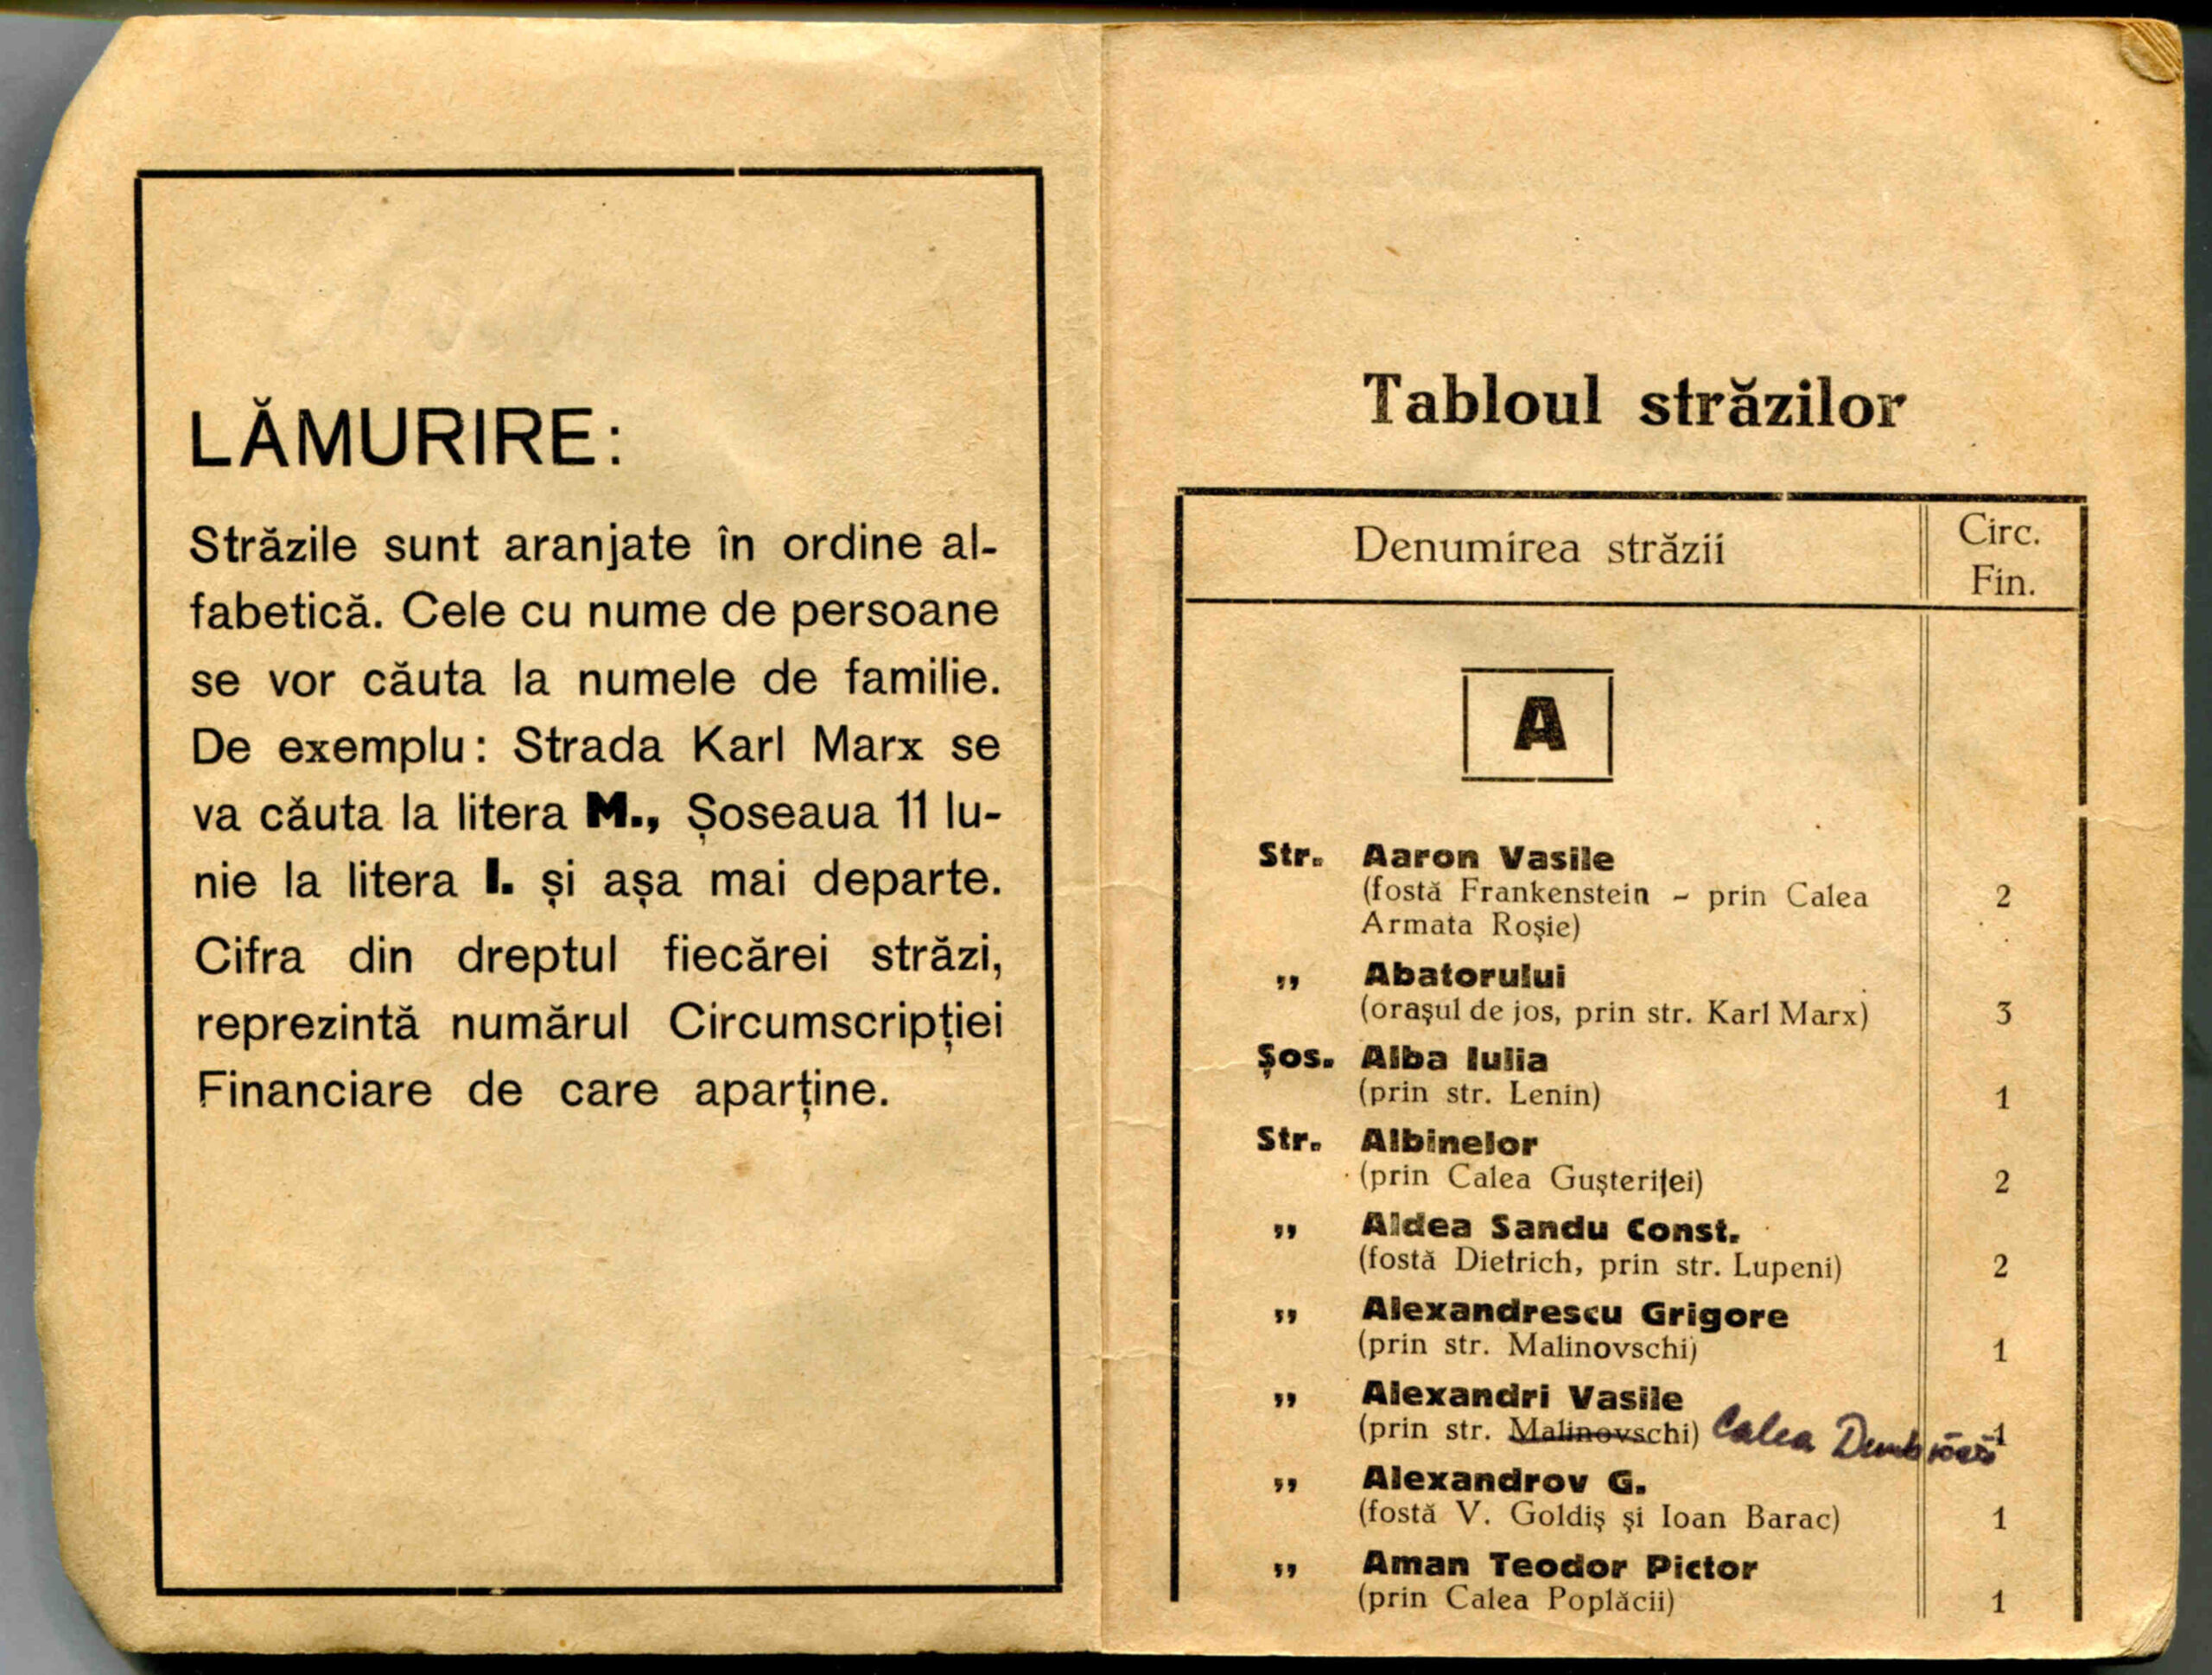 LĂMURIRE:
Străzile sunt aranjate în ordine al-
fabetică. Cele cu nume de persoane
se vor căuta la numele de familie.
De exemplu: Strada Karl Marx se
va căuta la litera M., Șoseaua 11 Iu-
nie la litera I. și așa mai departe.
Cifra din dreptul fiecărei străzi,
reprezintă numărul Circumscripției
Financiare de care aparține.
Tabloul străzilor
Denumirea străzii Circ.
Fin.
A
Str. Aaron Vasile
(fostă Frankenstein - prin Calea 2
Armata Roșie)
„ Abatorului
(orașul de jos, prin str. Karl Marx) 3
Șos. Alba Iulia
(prin str. Lenin) 1
Str. Albinelor
(prin Calea Gușteriței) 2
„ Aldea Sandu Const.
(fostă Dietrich, prin str. Lupeni) 2
„ Alexandrescu Grigore
(prin str. Malinovschi) 1
„ Alexandri Vasile
(prin str. Malinovschi) Calea 1
„ Alexandrov G.
(fostă V. Goldiș și Ioan Barac) 1
„ Aman Teodor Pictor
(prin Calea Poplăcii) 1